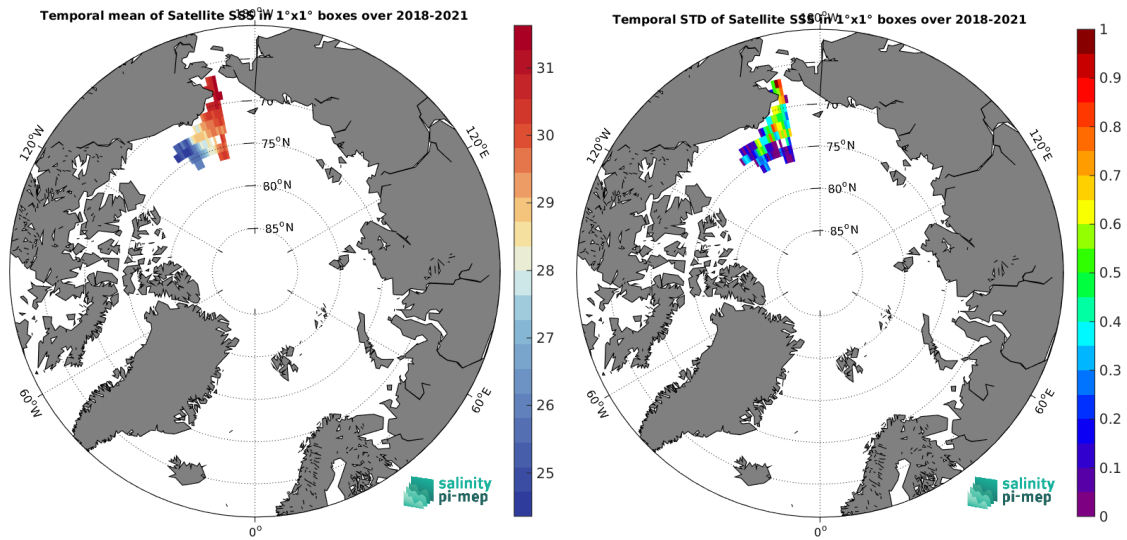 Temporal mean of Satellite SSS in 1°x1° boxes over 2018-2021
180°W
120°W
120°E
70
75°N
80°N
85°N
60°W
60°E
0°
31
30
29
28
27
26
25
salinity
pi-mep
Temporal STD of Satellite SSS in 1°x1° boxes over 2018-2021
180°W
120°W
120°E
70
75°N
80°N
85°N
60°W
60°E
0°
1
0.9
0.8
0.7
0.6
0.5
0.4
0.3
0.2
0.1
0
salinity
pi-mep